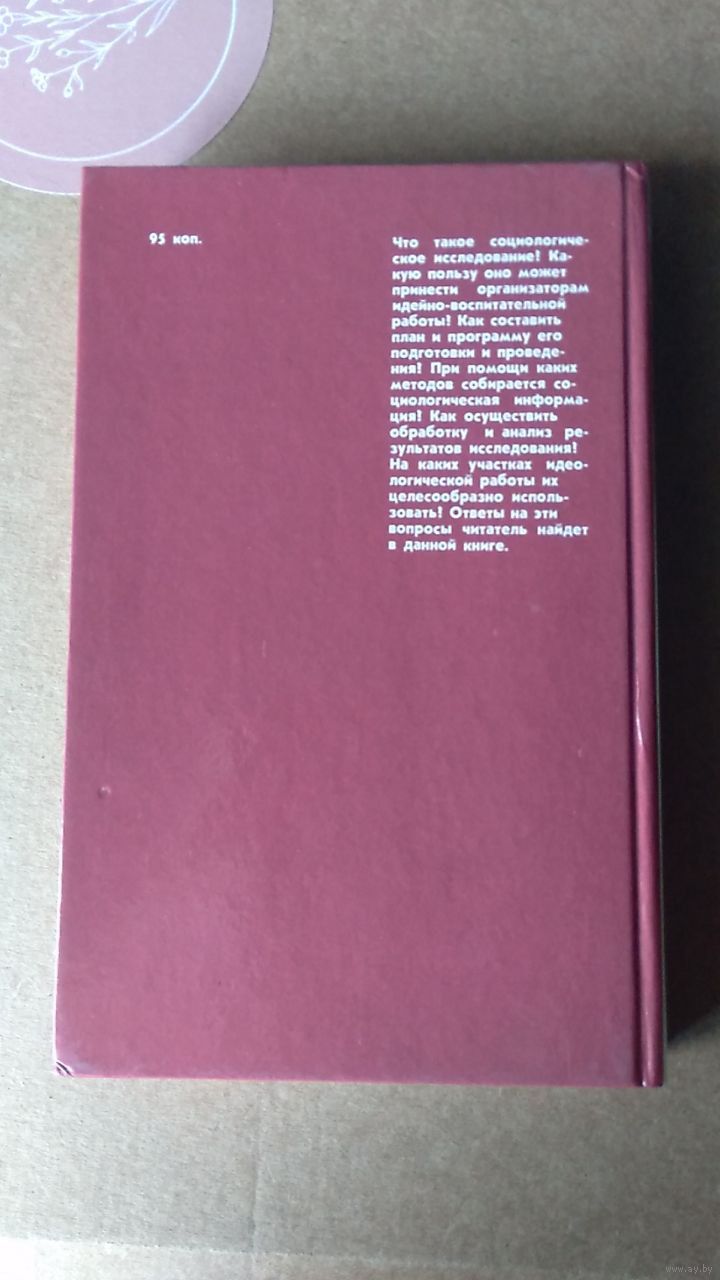 95 коп.
Что такое социологиче-
ское исследование! Ка-
кую пользу оно может
принести организаторам
идейно-воспитательной
работы! Как составить
план и программу его
подготовки и проведе-
ния! При помощи каких
методов собирается со-
циологическая информа-
ция! Как осуществить
обработку и анализ ре-
зультатов исследования!
На каких участках идео-
логической работы их
целесообразно исполь-
зовать! Ответы на эти
вопросы читатель найдет
в данной книге.
www.ay.by